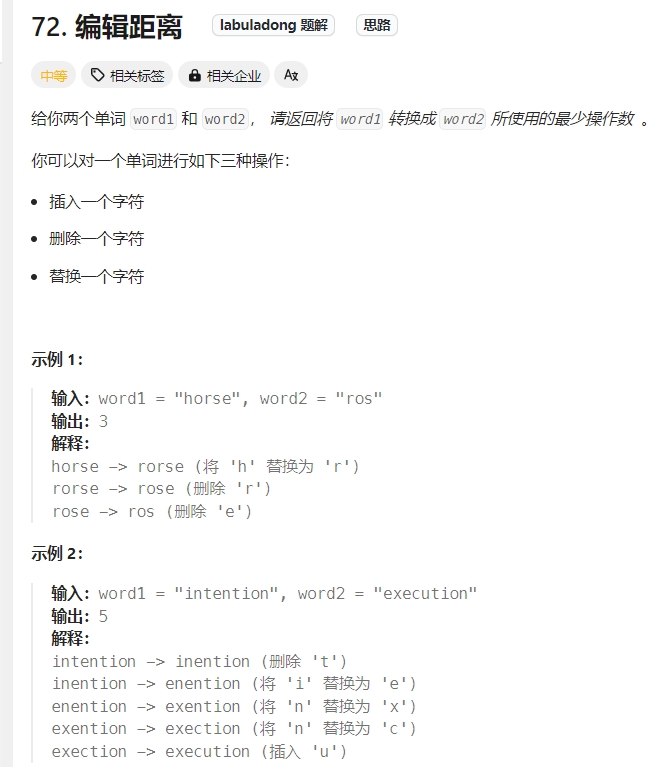 72. 编辑距离 labuladong 题解 思路
中等 相关标签 相关企业 Aʐ
给你两个单词 word1 和 word2， 请返回将 word1 转换成 word2 所使用的最少操作数 。
你可以对一个单词进行如下三种操作：
• 插入一个字符
• 删除一个字符
• 替换一个字符
示例 1：
输入：word1 = "horse", word2 = "ros"
输出：3
解释：
horse -> rorse (将 'h' 替换为 'r')
rorse -> rose (删除 'r')
rose -> ros (删除 'e')
示例 2：
输入：word1 = "intention", word2 = "execution"
输出：5
解释：
intention -> inention (删除 't')
inention -> enention (将 'i' 替换为 'e')
enention -> exention (将 'n' 替换为 'x')
exention -> exection (将 'n' 替换为 'c')
exection -> execution (插入 'u')